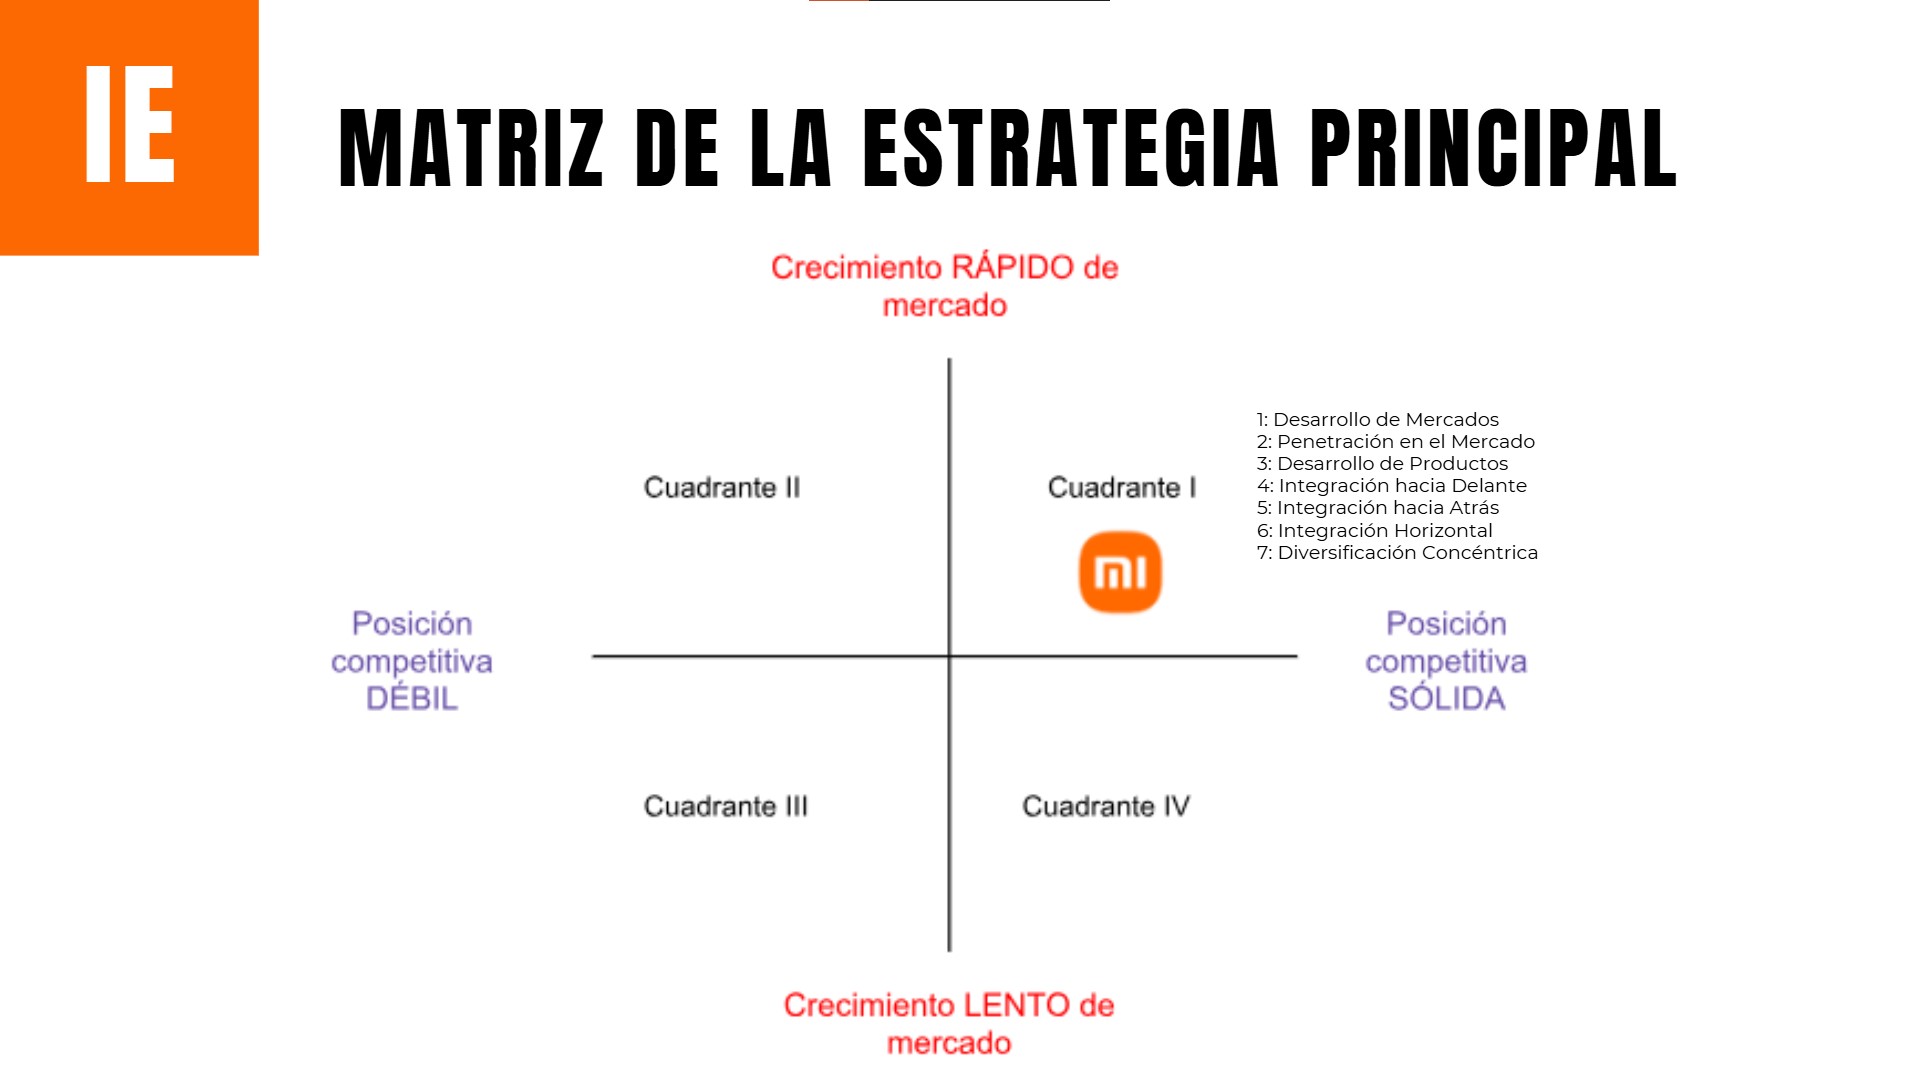 IE
MATRIZ DE LA ESTRATEGIA PRINCIPAL
Crecimiento RÁPIDO de
mercado
Cuadrante II
Cuadrante I
1: Desarrollo de Mercados
2: Penetración en el Mercado
3: Desarrollo de Productos
4: Integración hacia Delante
5: Integración hacia Atrás
6: Integración Horizontal
7: Diversificación Concéntrica
mi
Posición
competitiva
DÉBIL
Posición
competitiva
SÓLIDA
Cuadrante III
Cuadrante IV
Crecimiento LENTO de
mercado